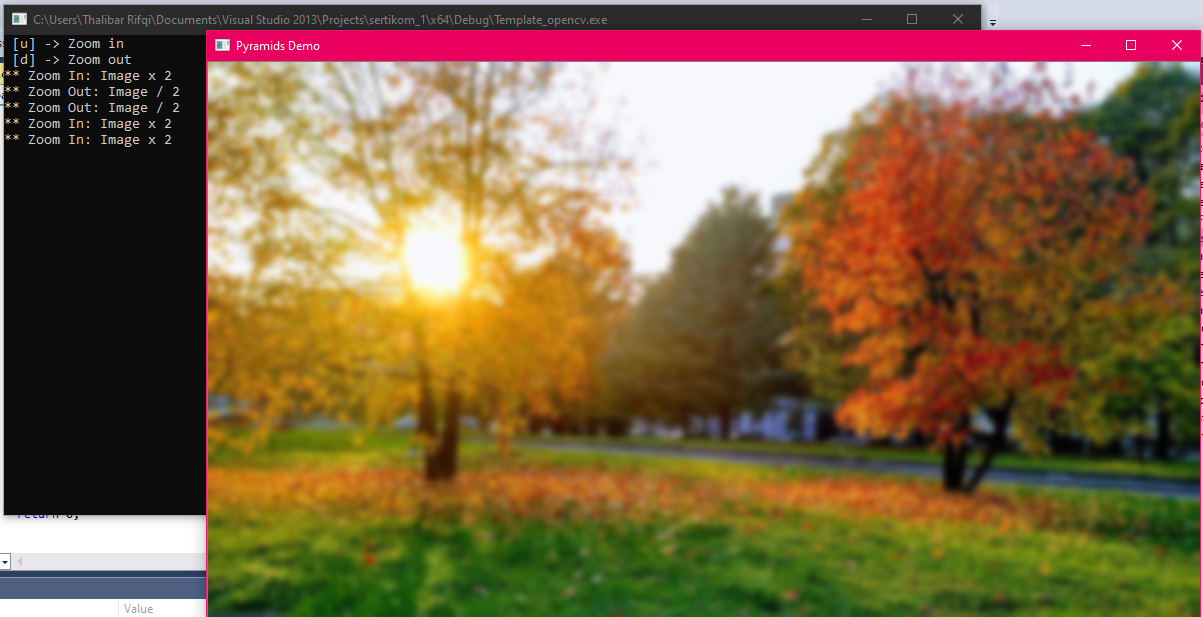 C:\Users\Thalibar Rifqi\Documents\Visual Studio 2013\Projects\sertikom_1\x64\Debug\Template_opencv.exe
[u] -> Zoom in
[d] -> Zoom out
** Zoom In: Image x 2
** Zoom Out: Image / 2
** Zoom Out: Image / 2
** Zoom In: Image x 2
** Zoom In: Image x 2
Pyramids Demo
Value